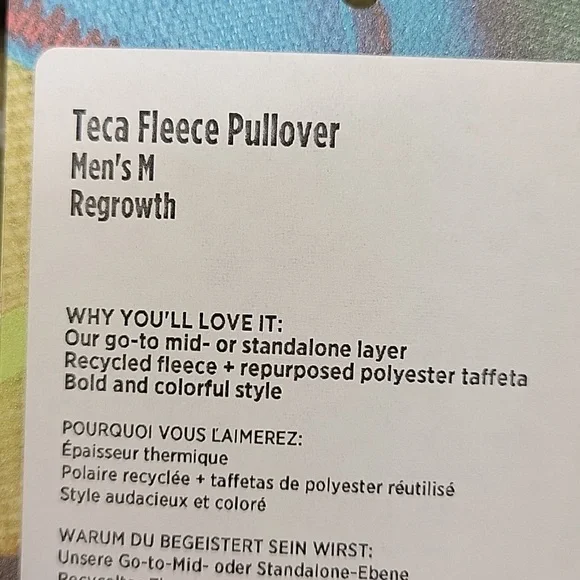 Teca Fleece Pullover
Men's M
Regrowth
WHY YOU'LL LOVE IT:
Our go-to mid- or standalone layer
Recycled fleece + repurposed polyester taffeta
Bold and colorful style
POURQUOI VOUS L'AIMEREZ:
Épaisseur thermique
Polaire recyclée + taffetas de polyester réutilisé
Style audacieux et coloré
WARUM DU BEGEISTERT SEIN WIRST:
Unsere Go-to-Mid- oder Standalone-Ebene